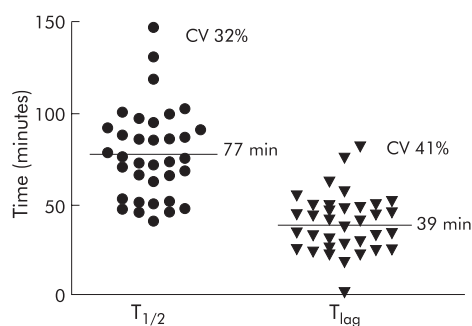 150
CV 32%
100
CV 41%
77 min
Time (minutes)
50
39 min
0
T1/2
Tlag